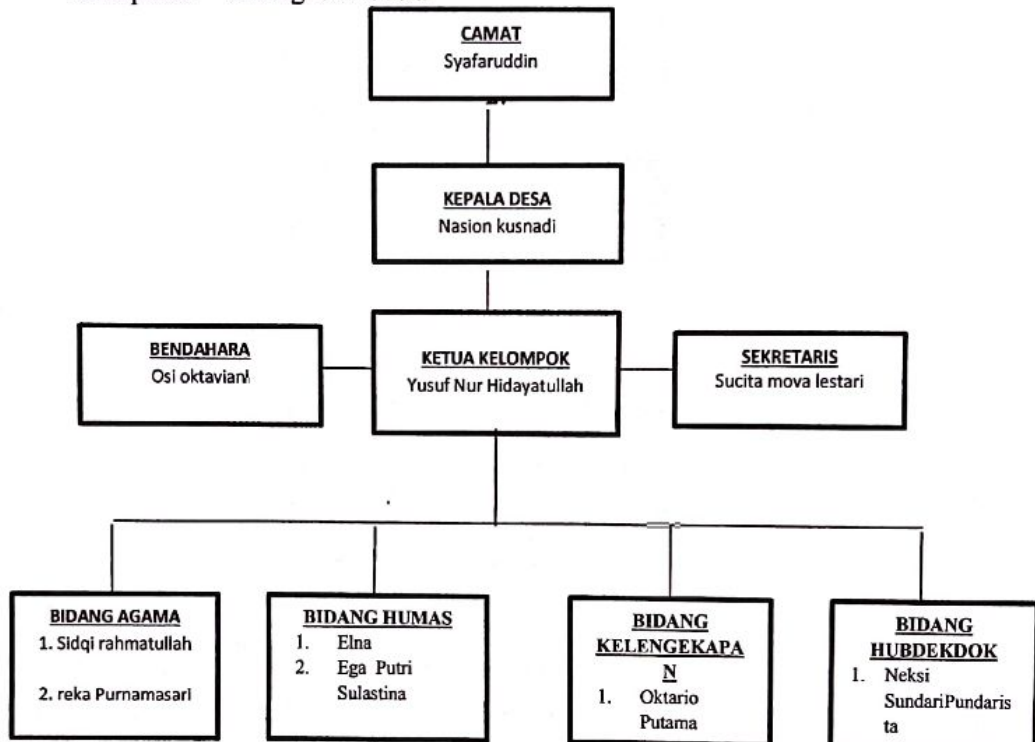 CAMAT
Syafaruddin
KEPALA DESA
Nasion kusnadi
BENDAHARA
Osi oktaviani
KETUA KELOMPOK
Yusuf Nur Hidayatullah
SEKRETARIS
Sucita mova lestari
BIDANG AGAMA
1. Sidqi rahmatullah
2. reka Purnamasari
BIDANG HUMAS
1. Elna
2. Ega Putri
Sulastina
BIDANG
KELENGEKAPA
N
1. Oktario
Putama
BIDANG
HUBDEKDOK
1. Neksi
SundariPundaris
ta